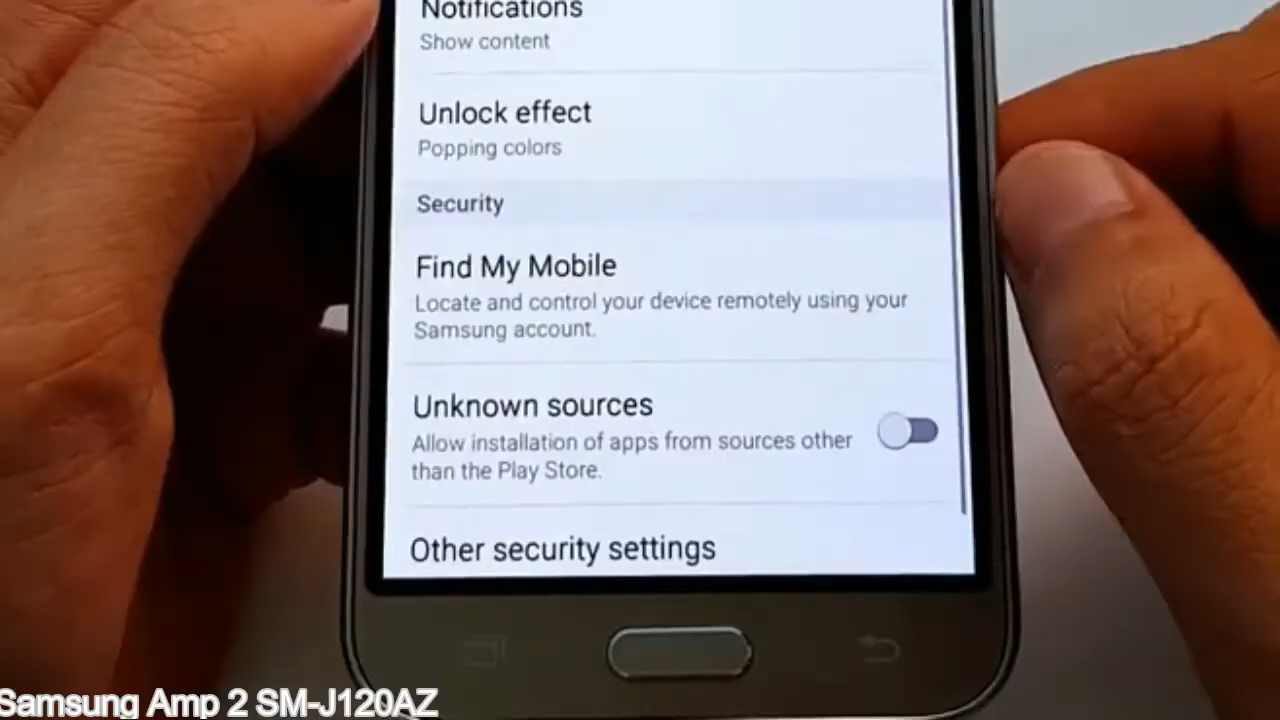 Notifications
Show content
Unlock effect
Popping colors
Security
Find My Mobile
Locate and control your device remotely using your
Samsung account.
Unknown sources
Allow installation of apps from sources other
than the Play Store.
Other security settings
Samsung Amp 2 SM-J120AZ